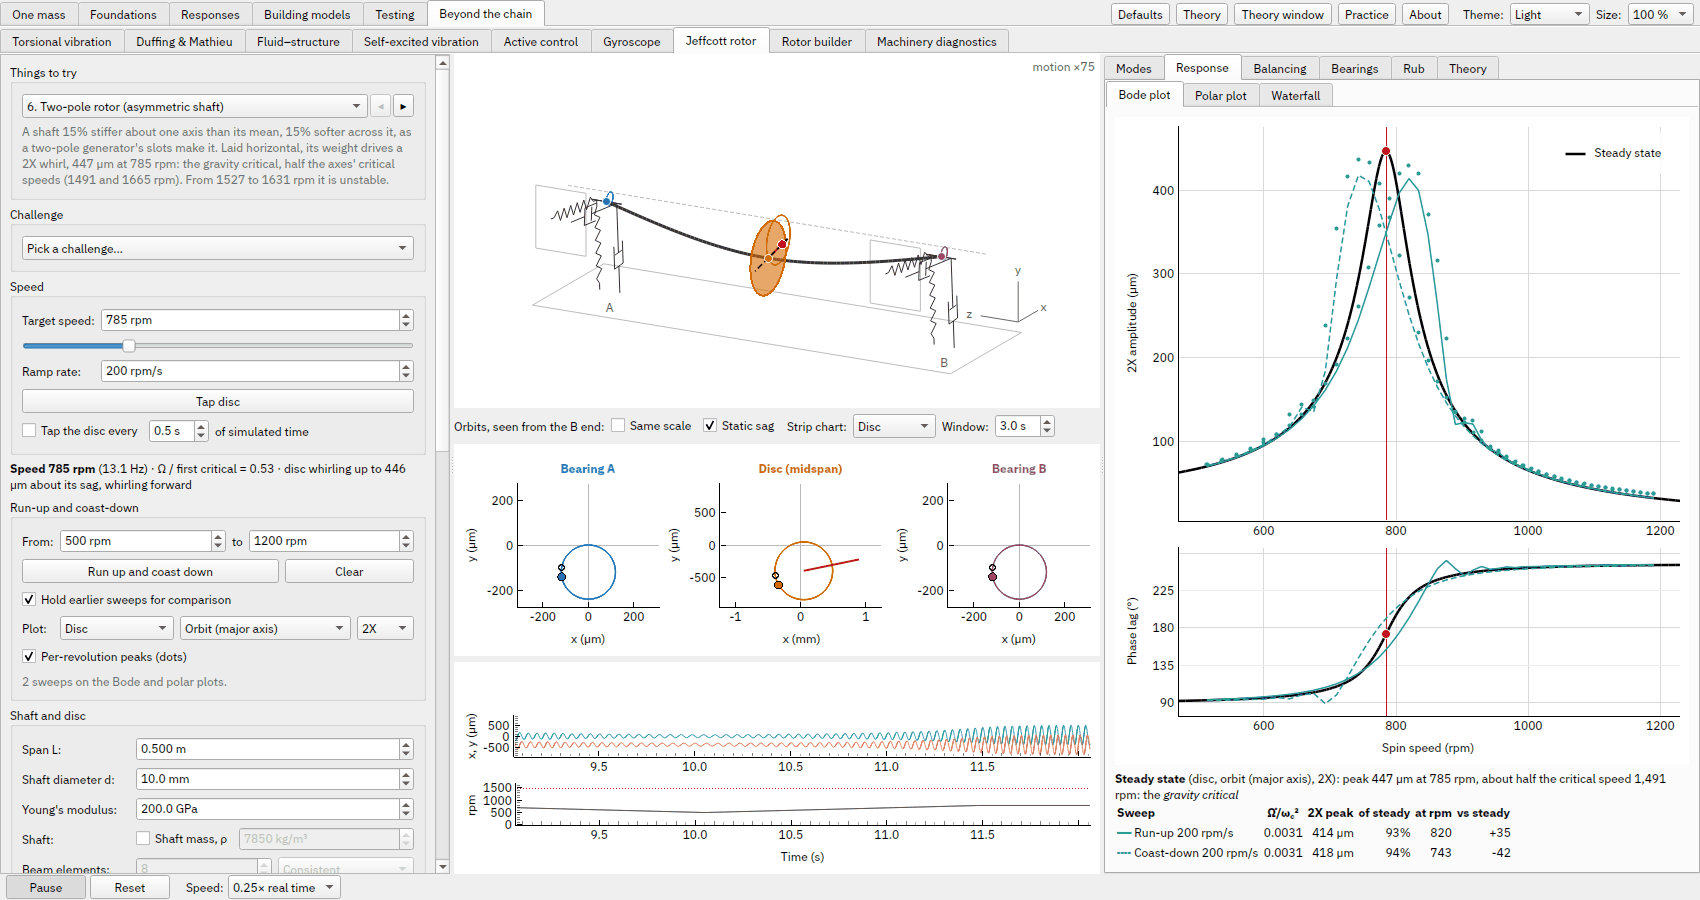 One mass
Foundations
Responses
Building models
Testing
Beyond the chain
Defaults
Theory
Theory window
Practice
About
Theme:
Light
Size:
100 %
Torsional vibration
Duffing & Mathieu
Fluid–structure
Self-excited vibration
Active control
Gyroscope
Jeffcott rotor
Rotor builder
Machinery diagnostics
Things to try
6. Two-pole rotor (asymmetric shaft)
A shaft 15% stiffer about one axis than its mean, 15% softer across it, as
a two-pole generator's slots make it. Laid horizontal, its weight drives a
2X whirl, 447 µm at 785 rpm: the gravity critical, half the axes' critical
speeds (1491 and 1665 rpm). From 1527 to 1631 rpm it is unstable.
Challenge
Pick a challenge...
Speed
Target speed:
785 rpm
Ramp rate:
200 rpm/s
Tap disc
Tap the disc every
0.5 s
of simulated time
Speed 785 rpm (13.1 Hz) · Ω / first critical = 0.53 · disc whirling up to 446
µm about its sag, whirling forward
Run-up and coast-down
From:
500 rpm
to
1200 rpm
Run up and coast down
Clear
Hold earlier sweeps for comparison
Plot:
Disc
Orbit (major axis)
2X
Per-revolution peaks (dots)
2 sweeps on the Bode and polar plots.
Shaft and disc
Span L:
0.500 m
Shaft diameter d:
10.0 mm
Young's modulus:
200.0 GPa
Shaft:
Shaft mass, ρ
7850 kg/m³
Beam elements:
8
Consistent
Pause
Reset
Speed:
0.25× real time
motion ×75
A
B
y
x
z
Orbits, seen from the B end:
Same scale
Static sag
Strip chart:
Disc
Window:
3.0 s
Bearing A
200
0
-200
y (µm)
-200
0
200
x (µm)
Disc (midspan)
500
0
-500
y (µm)
-1
0
1
x (mm)
Bearing B
200
0
-200
y (µm)
-200
0
200
x (µm)
x, y (µm)
500
0
-500
9.5
10.0
10.5
11.0
11.5
rpm
1500
1000
500
0
9.5
10.0
10.5
11.0
11.5
Time (s)
Modes
Response
Balancing
Bearings
Rub
Theory
Bode plot
Polar plot
Waterfall
Steady state
2X amplitude (µm)
400
300
200
100
600
800
1000
1200
Phase lag (°)
225
180
135
90
600
800
1000
1200
Spin speed (rpm)
Steady state (disc, orbit (major axis), 2X): peak 447 µm at 785 rpm, about half the critical speed 1,491
rpm: the gravity critical
Sweep
Ω̇/ω꜀²
2X peak
of steady
at rpm
vs steady
Run-up 200 rpm/s
0.0031
414 µm
93%
820
+35
Coast-down 200 rpm/s
0.0031
418 µm
94%
743
-42